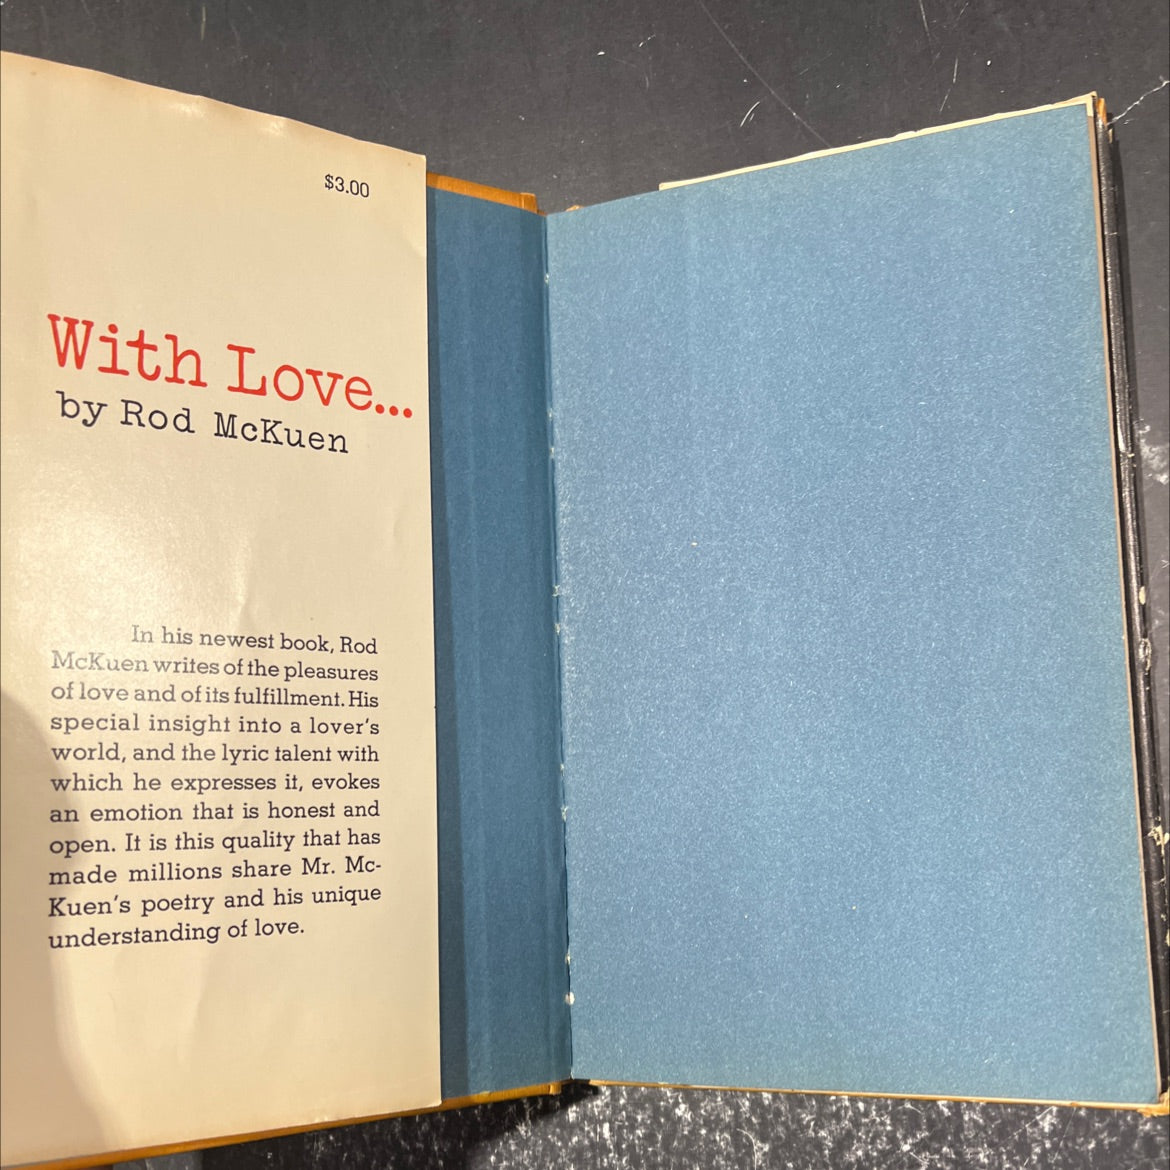 $3.00
With Love...
by Rod McKuen
In his newest book, Rod
McKuen writes of the pleasures
of love and of its fulfillment. His
special insight into a lover's
world, and the lyric talent with
which he expresses it, evokes
an emotion that is honest and
open. It is this quality that has
made millions share Mr. Mc-
Kuen's poetry and his unique
understanding of love.